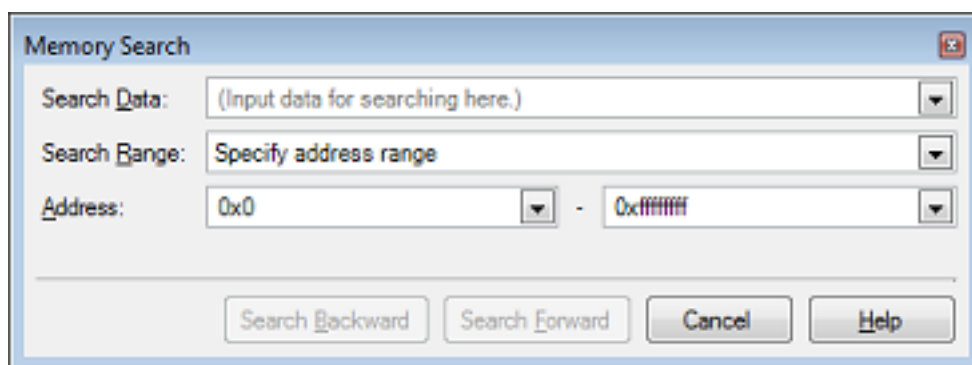 Memory Search
Search Data: (Input data for searching here.)
Search Range: Specify address range
Address: 0x0 - 0xffffffff
Search Backward Search Forward Cancel Help